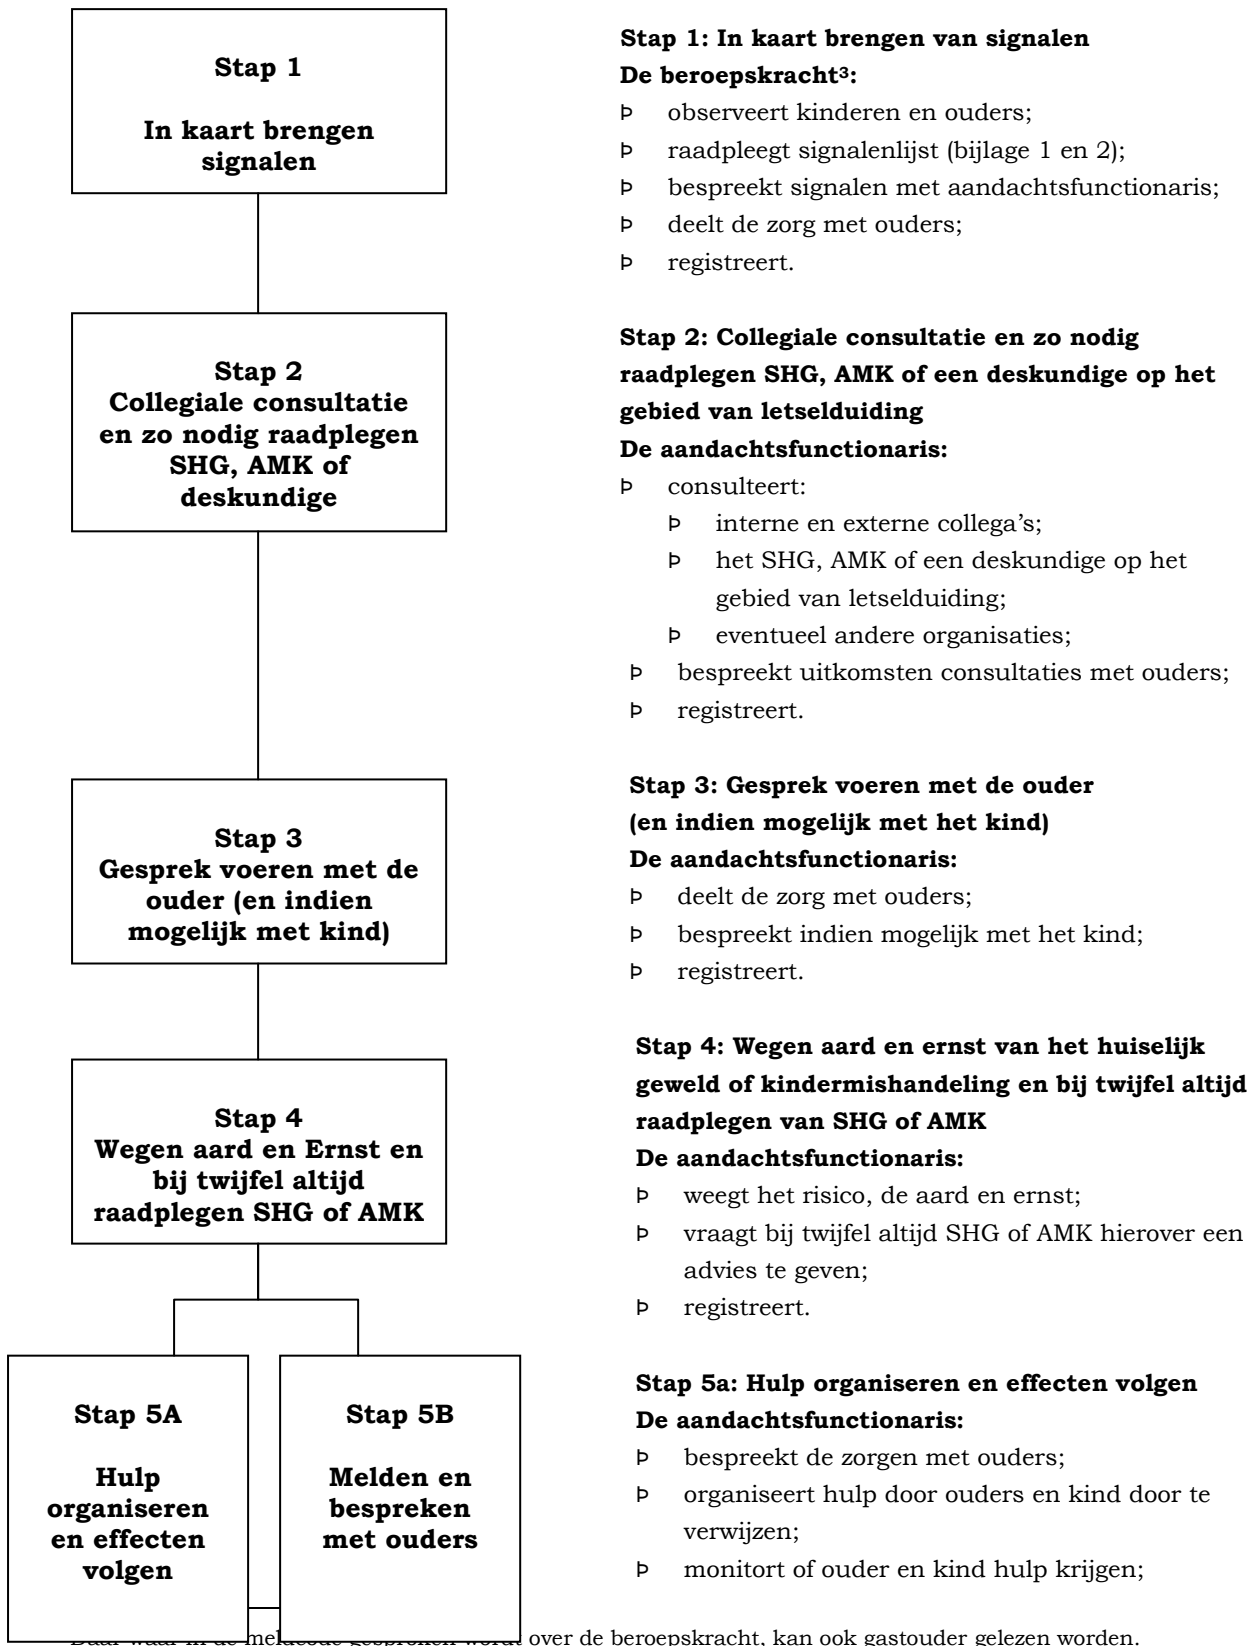 Stap 1
In kaart brengen
signalen
Stap 2
Collegiale consultatie
en zo nodig raadplegen
SHG, AMK of
deskundige
Stap 3
Gesprek voeren met de
ouder (en indien
mogelijk met kind)
Stap 4
Wegen aard en Ernst en
bij twijfel altijd
raadplegen SHG of AMK
Stap 5A
Hulp
organiseren
en effecten
volgen
Stap 5B
Melden en
bespreken
met ouders
Stap 1: In kaart brengen van signalen
De beroepskracht³:
Þ observeert kinderen en ouders;
Þ raadpleegt signalenlijst (bijlage 1 en 2);
Þ bespreekt signalen met aandachtsfunctionaris;
Þ deelt de zorg met ouders;
Þ registreert.
Stap 2: Collegiale consultatie en zo nodig
raadplegen SHG, AMK of een deskundige op het
gebied van letselduiding
De aandachtsfunctionaris:
Þ consulteert:
Þ interne en externe collega’s;
Þ het SHG, AMK of een deskundige op het
gebied van letselduiding;
Þ eventueel andere organisaties;
Þ bespreekt uitkomsten consultaties met ouders;
Þ registreert.
Stap 3: Gesprek voeren met de ouder
(en indien mogelijk met het kind)
De aandachtsfunctionaris:
Þ deelt de zorg met ouders;
Þ bespreekt indien mogelijk met het kind;
Þ registreert.
Stap 4: Wegen aard en ernst van het huiselijk
geweld of kindermishandeling en bij twijfel altijd
raadplegen van SHG of AMK
De aandachtsfunctionaris:
Þ weegt het risico, de aard en ernst;
Þ vraagt bij twijfel altijd SHG of AMK hierover een
advies te geven;
Þ registreert.
Stap 5a: Hulp organiseren en effecten volgen
De aandachtsfunctionaris:
Þ bespreekt de zorgen met ouders;
Þ organiseert hulp door ouders en kind door te
verwijzen;
Þ monitort of ouder en kind hulp krijgen;
Daar waar in de meldcode gesproken wordt over de beroepskracht, kan ook gastouder gelezen worden.